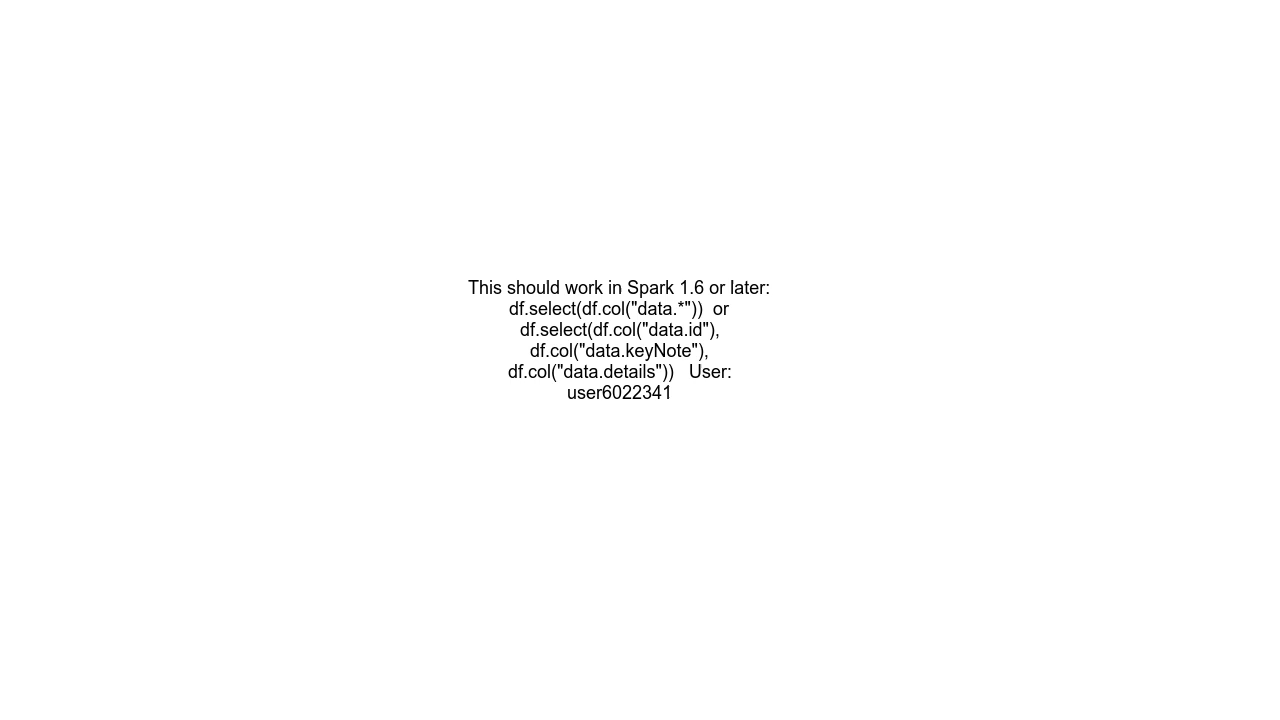 This should work in Spark 1.6 or later:
df.select(df.col("data.*"))  or
df.select(df.col("data.id"),
df.col("data.keyNote"),
df.col("data.details"))   User:
user6022341